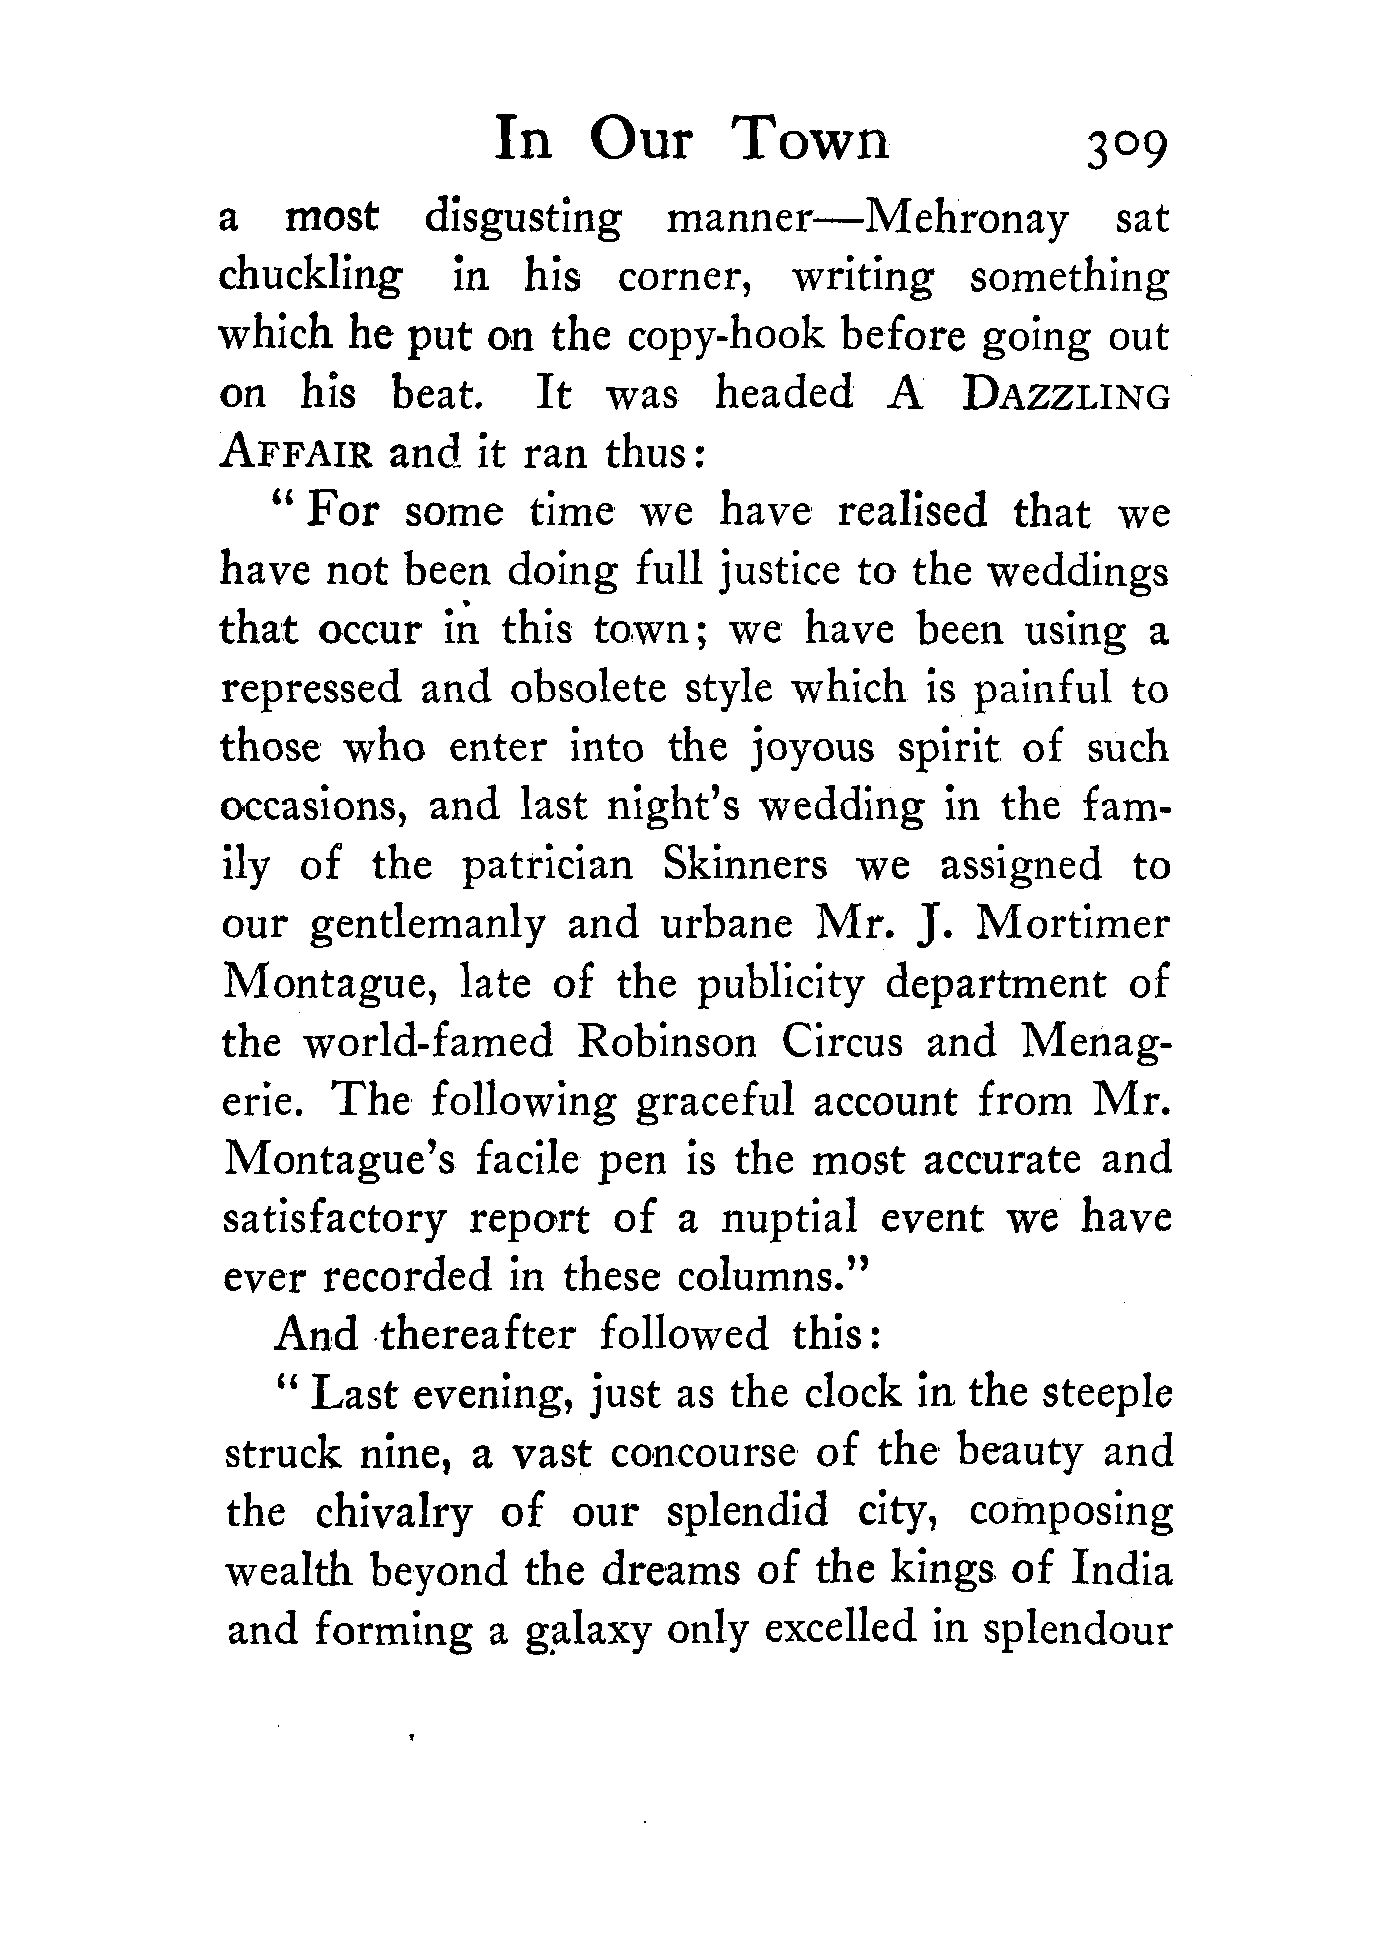 In Our Town 309
a most disgusting manner—Mehronay sat
chuckling in his corner, writing something
which he put on the copy-hook before going out
on his beat. It was headed A DAZZLING
AFFAIR and it ran thus:
“For some time we have realised that we
have not been doing full justice to the weddings
that occur in this town; we have been using a
repressed and obsolete style which is painful to
those who enter into the joyous spirit of such
occasions, and last night’s wedding in the fam-
ily of the patrician Skinners we assigned to
our gentlemanly and urbane Mr. J. Mortimer
Montague, late of the publicity department of
the world-famed Robinson Circus and Menag-
erie. The following graceful account from Mr.
Montague’s facile pen is the most accurate and
satisfactory report of a nuptial event we have
ever recorded in these columns.”
And thereafter followed this:
“Last evening, just as the clock in the steeple
struck nine, a vast concourse of the beauty and
the chivalry of our splendid city, composing
wealth beyond the dreams of the kings of India
and forming a galaxy only excelled in splendour